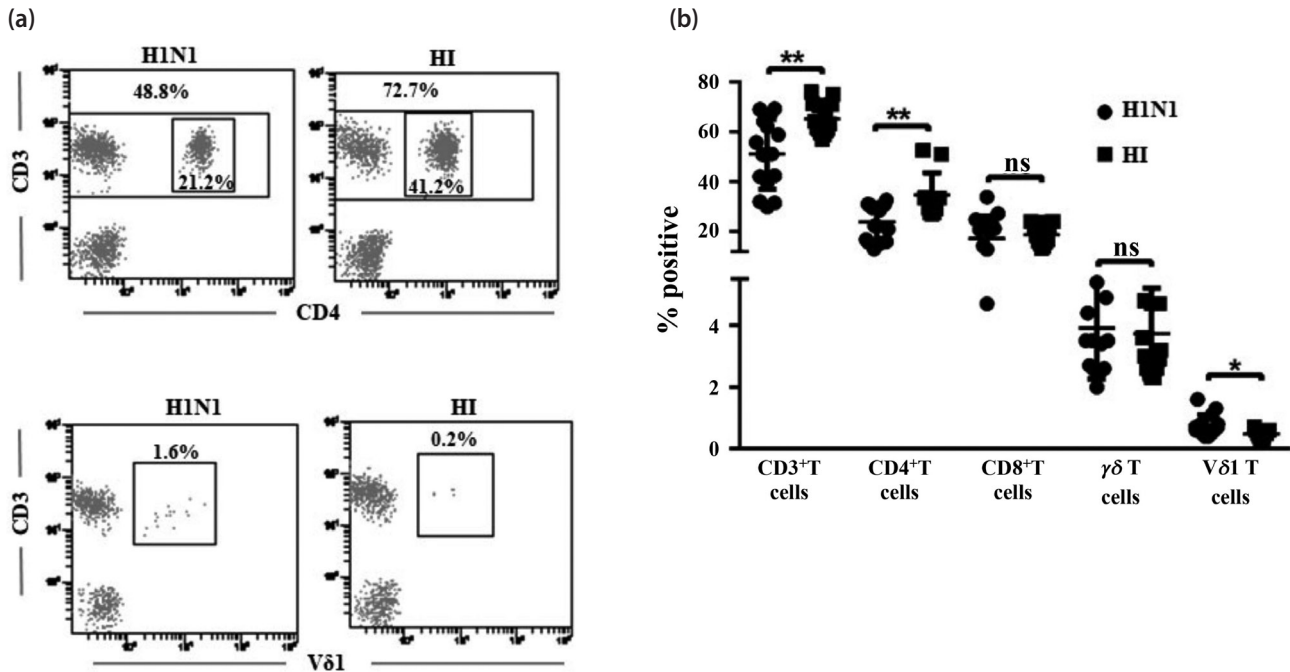 (a)
H1N1
HI
48.8%
72.7%
CD3
21.2%
41.2%
CD4
H1N1
HI
1.6%
0.2%
CD3
Vδ1
(b)
80
60
40
20
4
2
0
% positive
**
**
ns
ns
*
H1N1
HI
CD3+T cells
CD4+T cells
CD8+T cells
γδ T cells
Vδ1 T cells